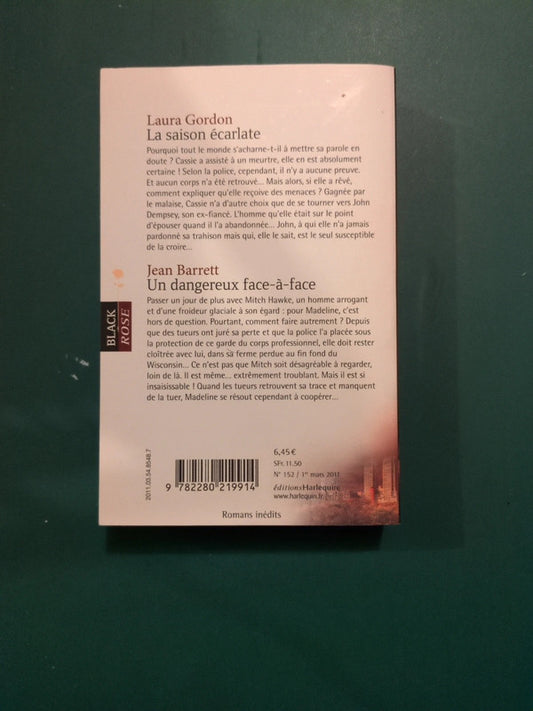 Laura Gordon
La saison écarlate
Pourquoi tout le monde s'acharne-t-il à mettre sa parole en
doute ? Cassie a assisté à un meurtre, elle en est absolument
certaine ! Selon la police, cependant, il n'y a aucune preuve.
Et aucun corps n'a été retrouvé... Mais alors, si elle a rêvé,
comment expliquer qu'elle reçoive des menaces ? Gagnée par
le malaise, Cassie n'a d'autre choix que de se tourner vers John
Dempsey, son ex-fiancé. L'homme qu'elle était sur le point
d'épouser quand il l'a abandonnée... John, à qui elle n'a jamais
pardonné sa trahison mais qui, elle le sait, est le seul susceptible
de la croire...
Jean Barrett
Un dangereux face-à-face
Passer un jour de plus avec Mitch Hawke, un homme arrogant
et d'une froideur glaciale à son égard : pour Madeline, c'est
hors de question. Pourtant, comment faire autrement ? Depuis
que des tueurs ont juré sa perte et que la police l'a placée sous
la protection de ce garde du corps professionnel, elle doit rester
cloîtrée avec lui, dans sa ferme perdue au fin fond du
Wisconsin... Ce n'est pas que Mitch soit désagréable à regarder,
loin de là. Il est même... extrêmement troublant. Mais il est si
insaisissable ! Quand les tueurs retrouvent sa trace et manquent
de la tuer, Madeline se résout cependant à coopérer...
BLACK
ROSE
2011.03.54.8548.7
9 782280 219914
6,45 €
SFr. 11.50
N° 152 / 1er mars 2011
éditionsHarlequin
www.harlequin.fr
Romans inédits